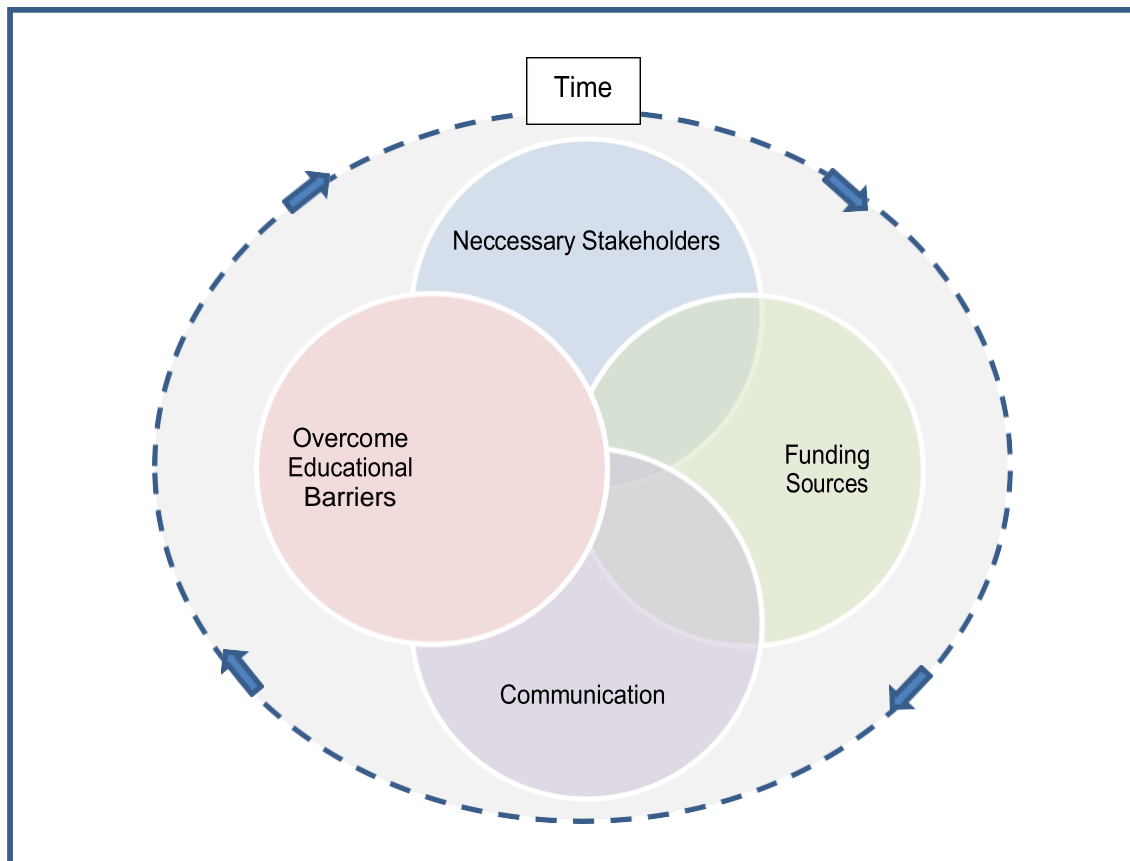 Time
Neccessary Stakeholders
Overcome
Educational
Barriers
Funding
Sources
Communication